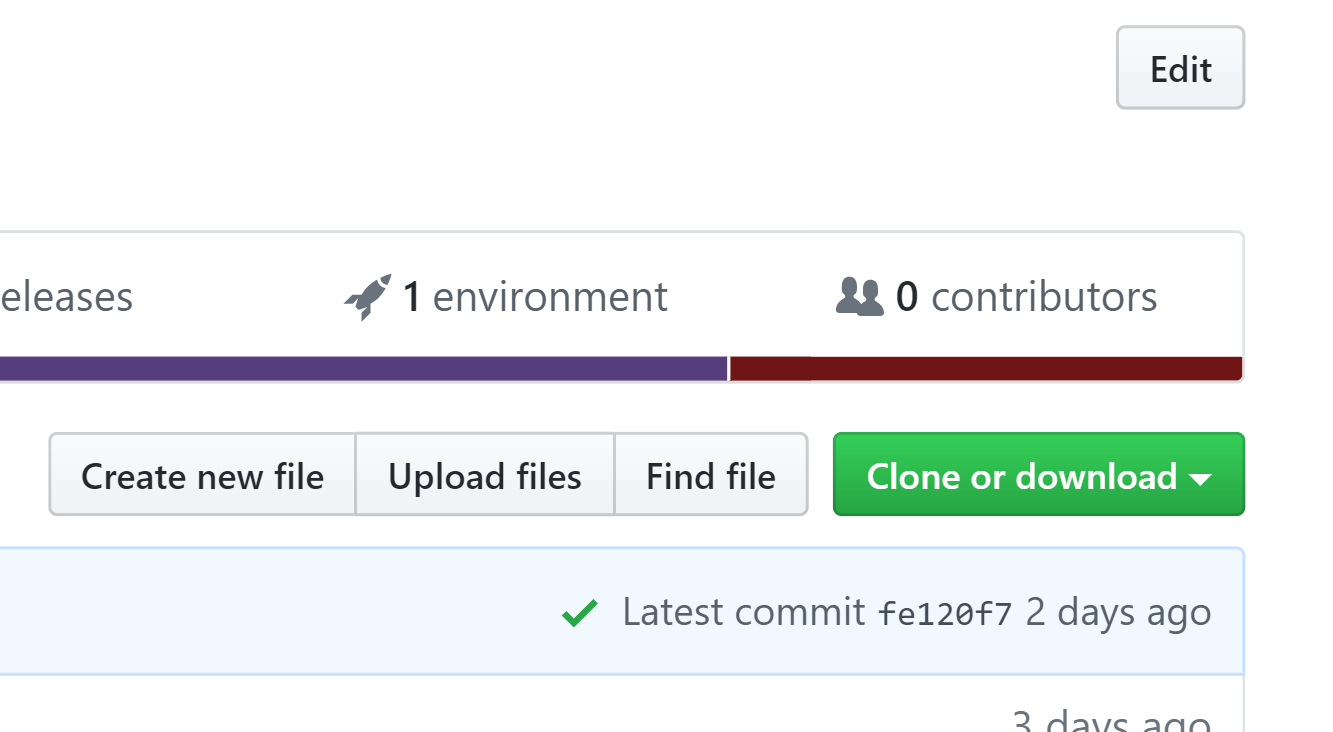 Edit
eleases 1 environment 0 contributors
Create new file Upload files Find file Clone or download
Latest commit fe120f7 2 days ago
3 days ago